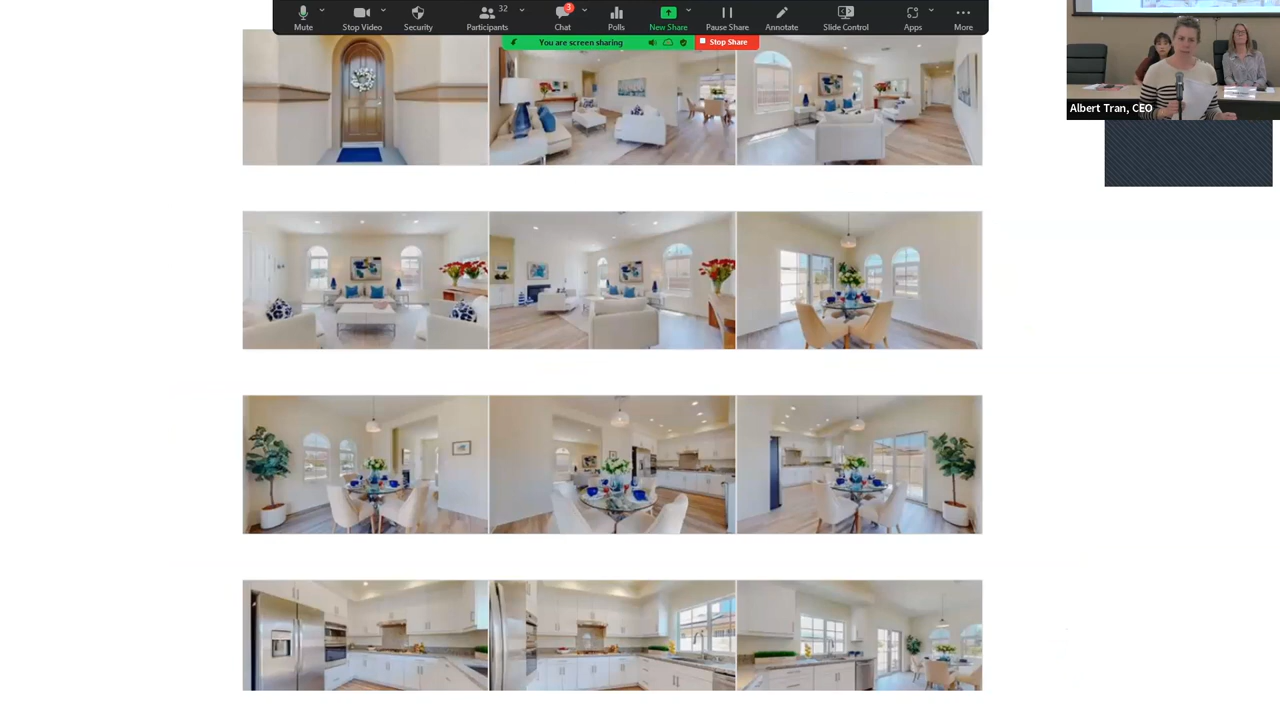 32
3
Mute
Stop Video
Security
Participants
Chat
Polls
New Share
Pause Share
Annotate
Slide Control
Apps
More
You are screen sharing
Stop Share
Albert Tran, CEO